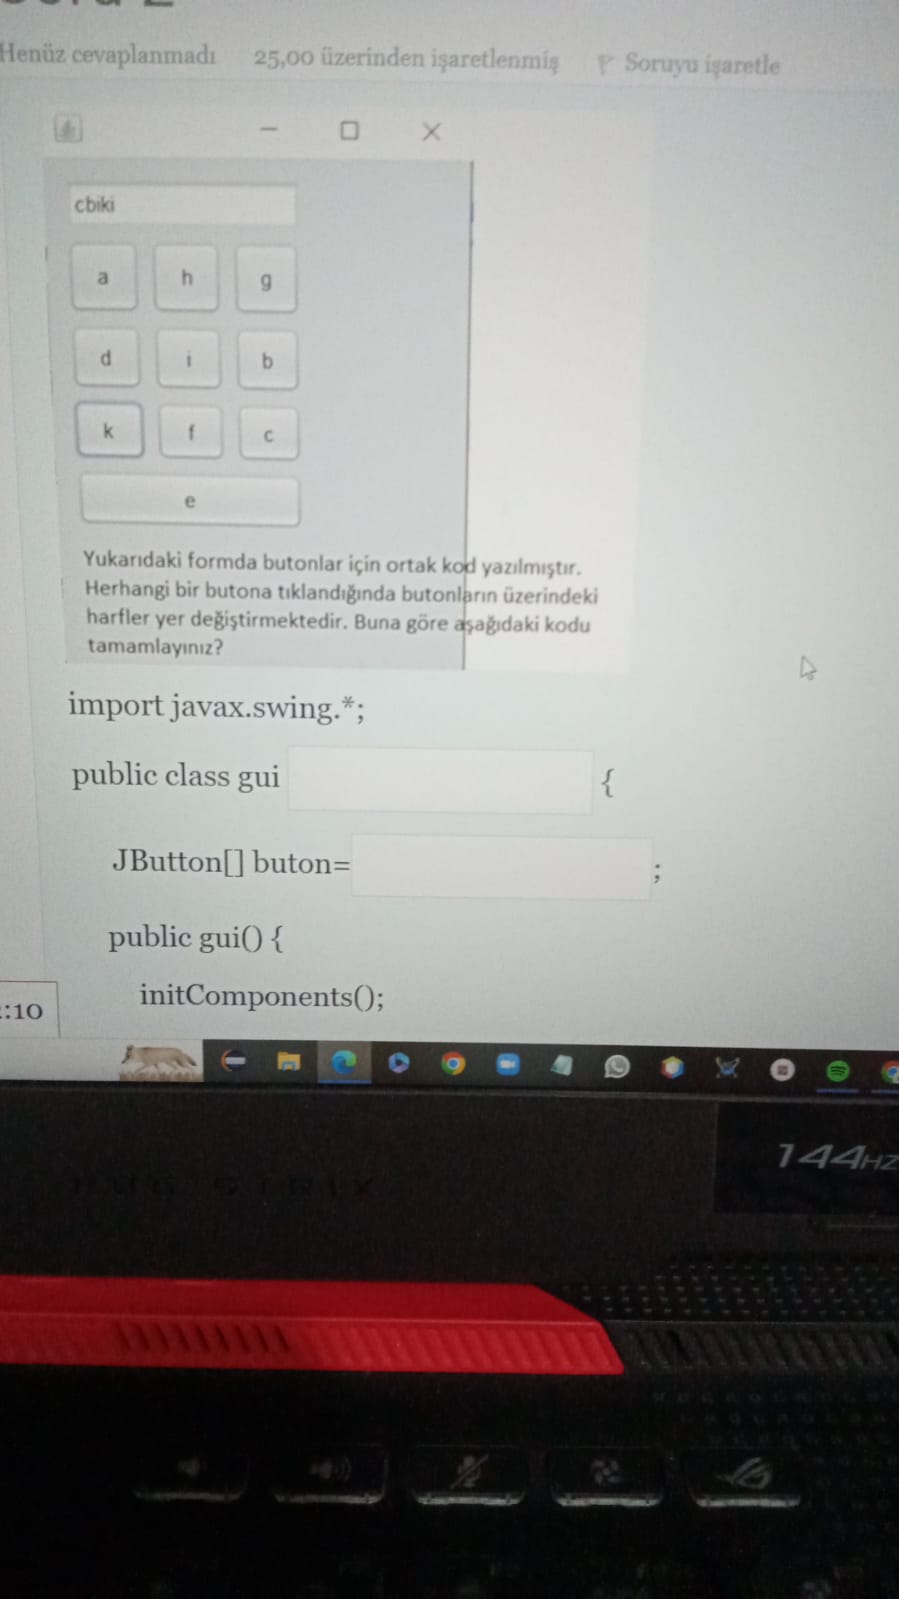 Henüz cevaplanmadı 25,00 üzerinden işaretlenmiş Soruyu işaretle
cbiki
a h g
d i b
k f c
e
Yukarıdaki formda butonlar için ortak kod yazılmıştır.
Herhangi bir butona tıklandığında butonların üzerindeki
harfler yer değiştirmektedir. Buna göre aşağıdaki kodu
tamamlayınız?
import javax.swing.*;
public class gui {
JButton[] buton= ;
public gui() {
initComponents();
:10
144HZ